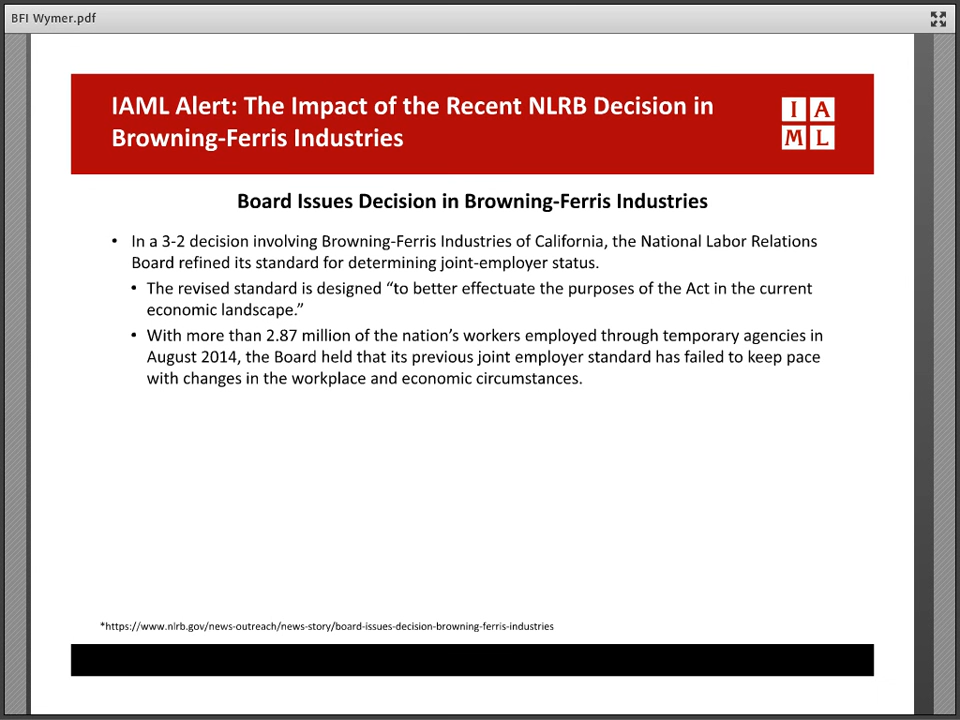 BFI Wymer.pdf
IAML Alert: The Impact of the Recent NLRB Decision in
Browning-Ferris Industries
I A
M L
Board Issues Decision in Browning-Ferris Industries
• In a 3-2 decision involving Browning-Ferris Industries of California, the National Labor Relations
Board refined its standard for determining joint-employer status.
• The revised standard is designed “to better effectuate the purposes of the Act in the current
economic landscape.”
• With more than 2.87 million of the nation’s workers employed through temporary agencies in
August 2014, the Board held that its previous joint employer standard has failed to keep pace
with changes in the workplace and economic circumstances.
*https://www.nlrb.gov/news-outreach/news-story/board-issues-decision-browning-ferris-industries